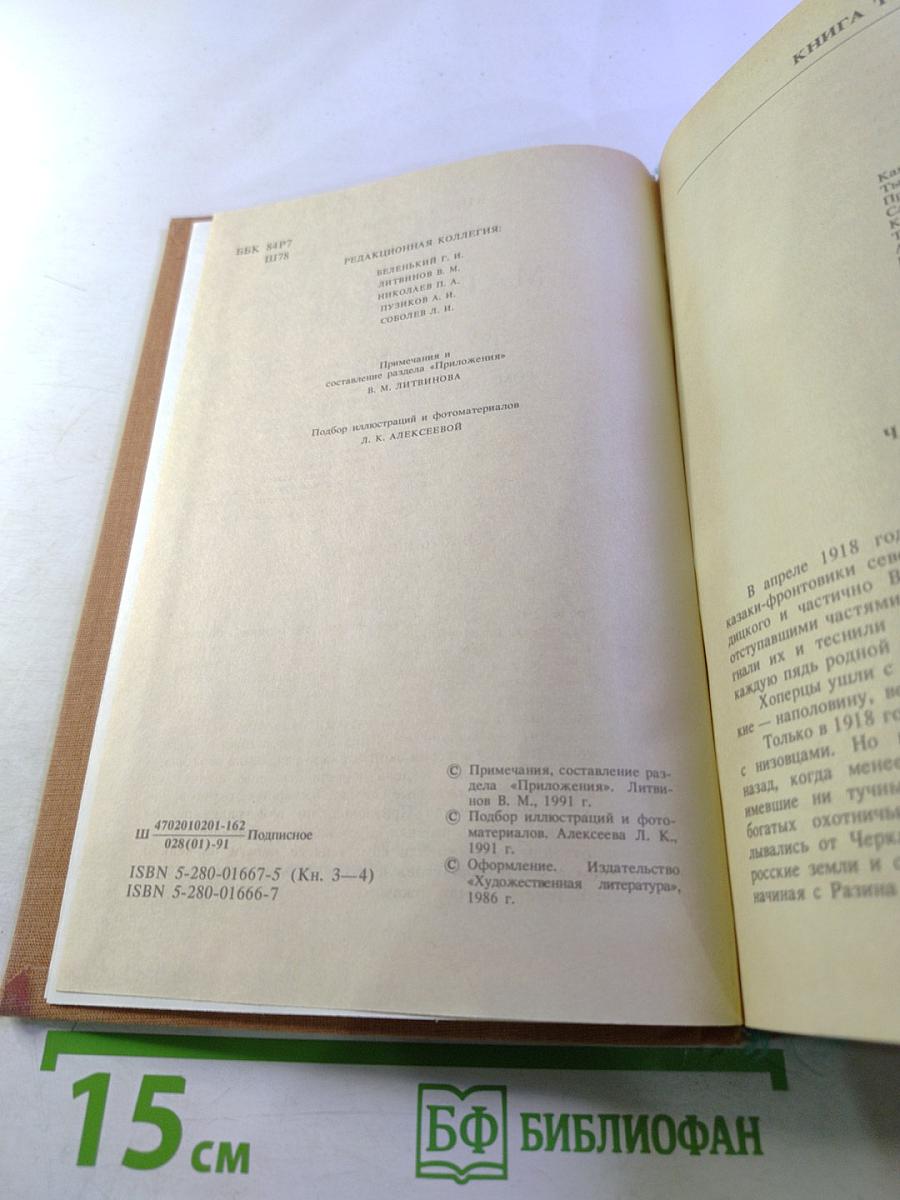 ББК 84Р7
Ш78
РЕДАКЦИОННАЯ КОЛЛЕГИЯ:
БЕЛЕНЬКИЙ Г. И.
ЛИТВИНОВ В. М.
НИКОЛАЕВ П. А.
ПУЗИКОВ А. И.
СОБОЛЕВ Л. И.
Примечания и
составление раздела «Приложения»
В. М. ЛИТВИНОВА
Подбор иллюстраций и фотоматериалов
Л. К. АЛЕКСЕЕВОЙ
© Примечания, составление раз-
дела «Приложения». Литви-
нов В. М., 1991 г.
© Подбор иллюстраций и фото-
материалов. Алексеева Л. К.,
1991 г.
© Оформление. Издательство
«Художественная литература»,
1986 г.
Ш 4702010201-162 Подписное
028(01)-91
ISBN 5-280-01667-5 (Кн. 3—4)
ISBN 5-280-01666-7
КНИГА Т
Ч
В апреле 1918 год
казаки-фронтовики севе
дицкого и частично В
отступавшими частями
гнали их и теснили
каждую пядь родной
Хоперцы ушли с
кие — наполовину, ве
Только в 1918 го
с низовцами. Но
назад, когда менее
имевшие ни тучны
богатых охотничь
лывались от Черк
росские земли и с
начиная с Разина
15 см
БФ БИБЛИОФАН